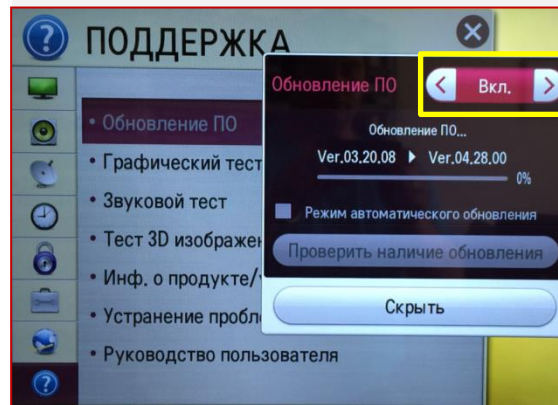 ПОДДЕРЖКА
Обновление ПО
Вкл.
Обновление ПО...
Ver.03.20.08 ▶ Ver.04.28.00
0%
Режим автоматического обновления
Проверить наличие обновления
Скрыть
• Обновление ПО
• Графический тест
• Звуковой тест
• Тест 3D изображен
• Инф. о продукте/
• Устранение пробл
• Руководство пользователя